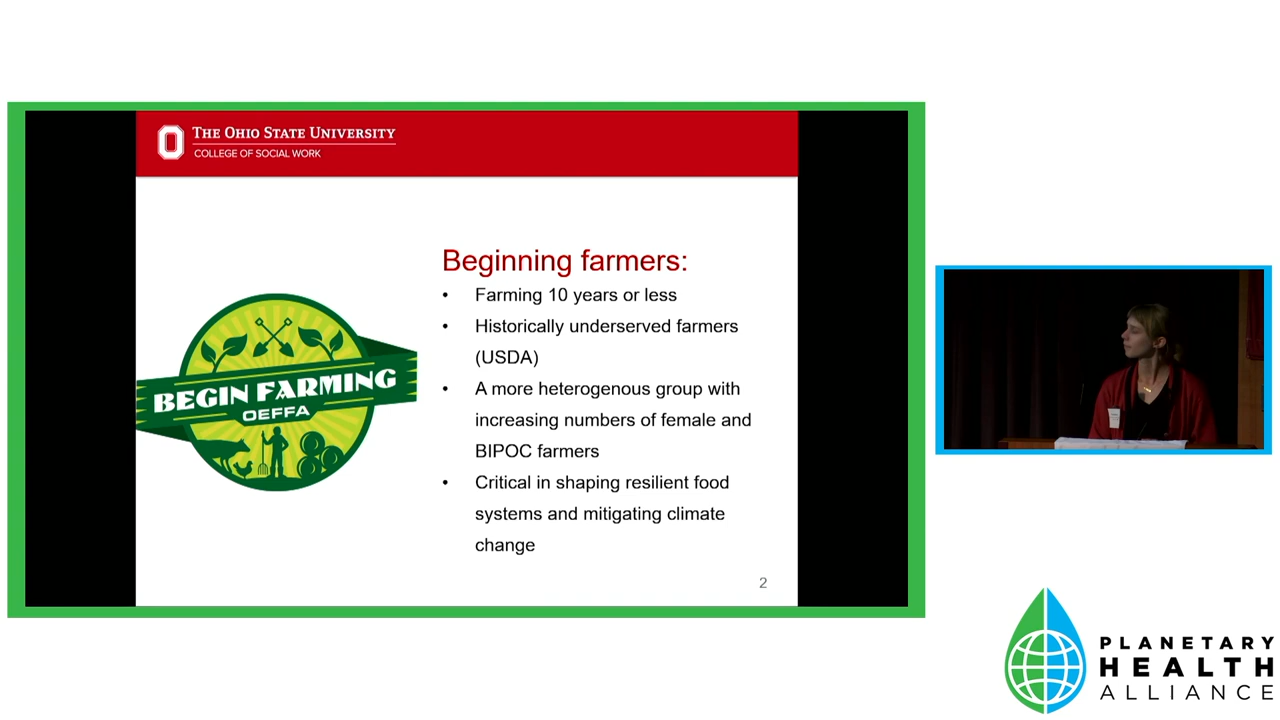 THE OHIO STATE UNIVERSITY
COLLEGE OF SOCIAL WORK
BEGIN FARMING
OEFFA
Beginning farmers:
• Farming 10 years or less
• Historically underserved farmers
(USDA)
• A more heterogenous group with
increasing numbers of female and
BIPOC farmers
• Critical in shaping resilient food
systems and mitigating climate
change
2
PLANETARY
HEALTH
ALLIANCE